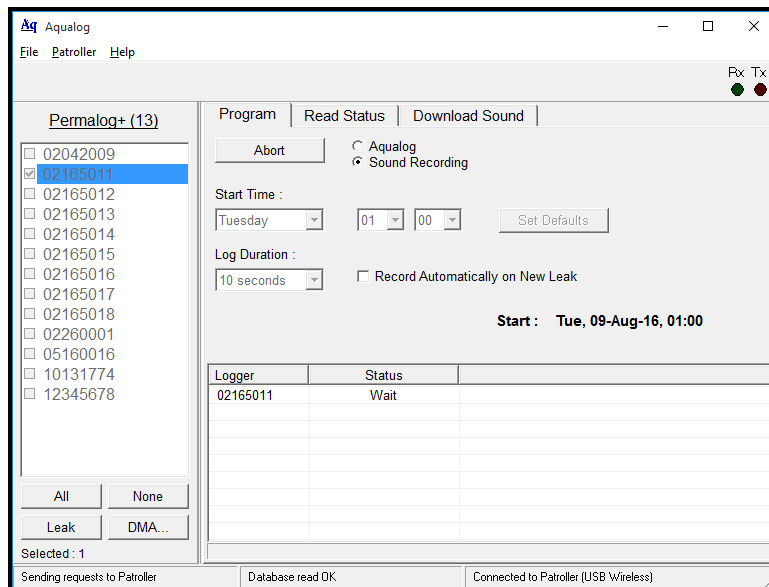 Aq Aqualog
File Patroller Help
Rx Tx
Permalog+ (13)
02042009
02165011
02165012
02165013
02165014
02165015
02165016
02165017
02165018
02260001
05160016
10131774
12345678
All None
Leak DMA...
Selected : 1
Program Read Status Download Sound
Abort
Aqualog
Sound Recording
Start Time :
Tuesday 01 00 Set Defaults
Log Duration :
10 seconds Record Automatically on New Leak
Start : Tue, 09-Aug-16, 01:00
Logger Status
02165011 Wait
Sending requests to Patroller Database read OK Connected to Patroller (USB Wireless)